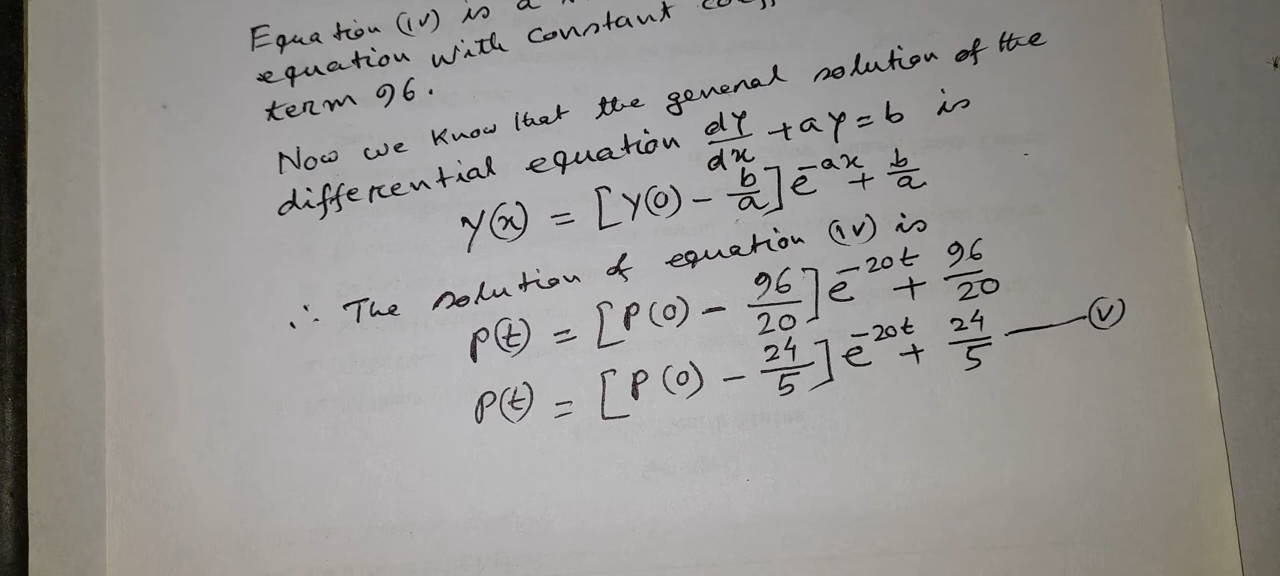 Equation (iv) is a
equation with constant
term 96.
Now we know that the general solution of the
differential equation dy/dx + ay = b is
y(x) = [y(0) - b/a] e^-ax + b/a
∴ The solution of equation (iv) is
P(t) = [P(0) - 96/20] e^-20t + 96/20
P(t) = [P(0) - 24/5] e^-20t + 24/5 —— (v)